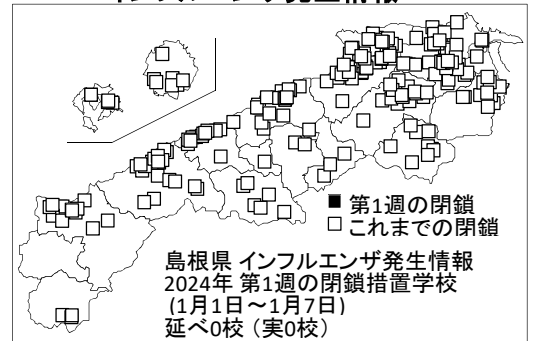 ■ 第1週の閉鎖
□ これまでの閉鎖
島根県 インフルエンザ発生情報
2024年 第1週の閉鎖措置学校
(1月1日～1月7日)
延べ0校 （実0校）